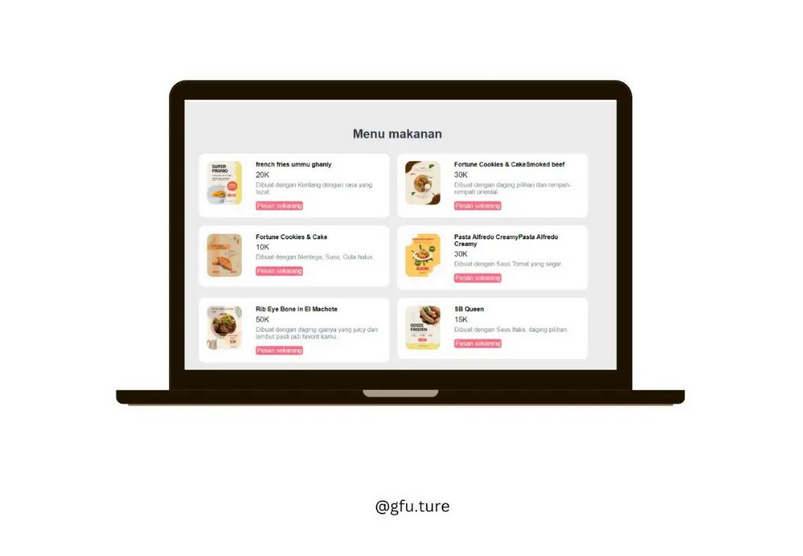 Menu makanan
french fries ummu ghaniy
20K
Dibuat dengan Kentang dengan rasa yang
lezat
Pesan sekarang
Fortune Cookies & CakeSmoked beef
30K
Dibuat dengan daging pilihan dan rempah-
rempah oriental
Pesan sekarang
Fortune Cookies & Cake
10K
Dibuat dengan Mentega, Susu, Gula halus.
Pesan sekarang
Pasta Alfredo CreamyPasta Alfredo
Creamy
30K
Dibuat dengan Saus Tomat yang segar.
Pesan sekarang
Rib Eye Bone in El Machote
50K
Dibuat dengan daging iganya yang juicy dan
lembut pasti jadi favorit kamu.
Pesan sekarang
SB Queen
15K
Dibuat dengan Saus Italia, daging pilihan.
Pesan sekarang
SUPER
PROMO
FROZEN
@gfu.ture